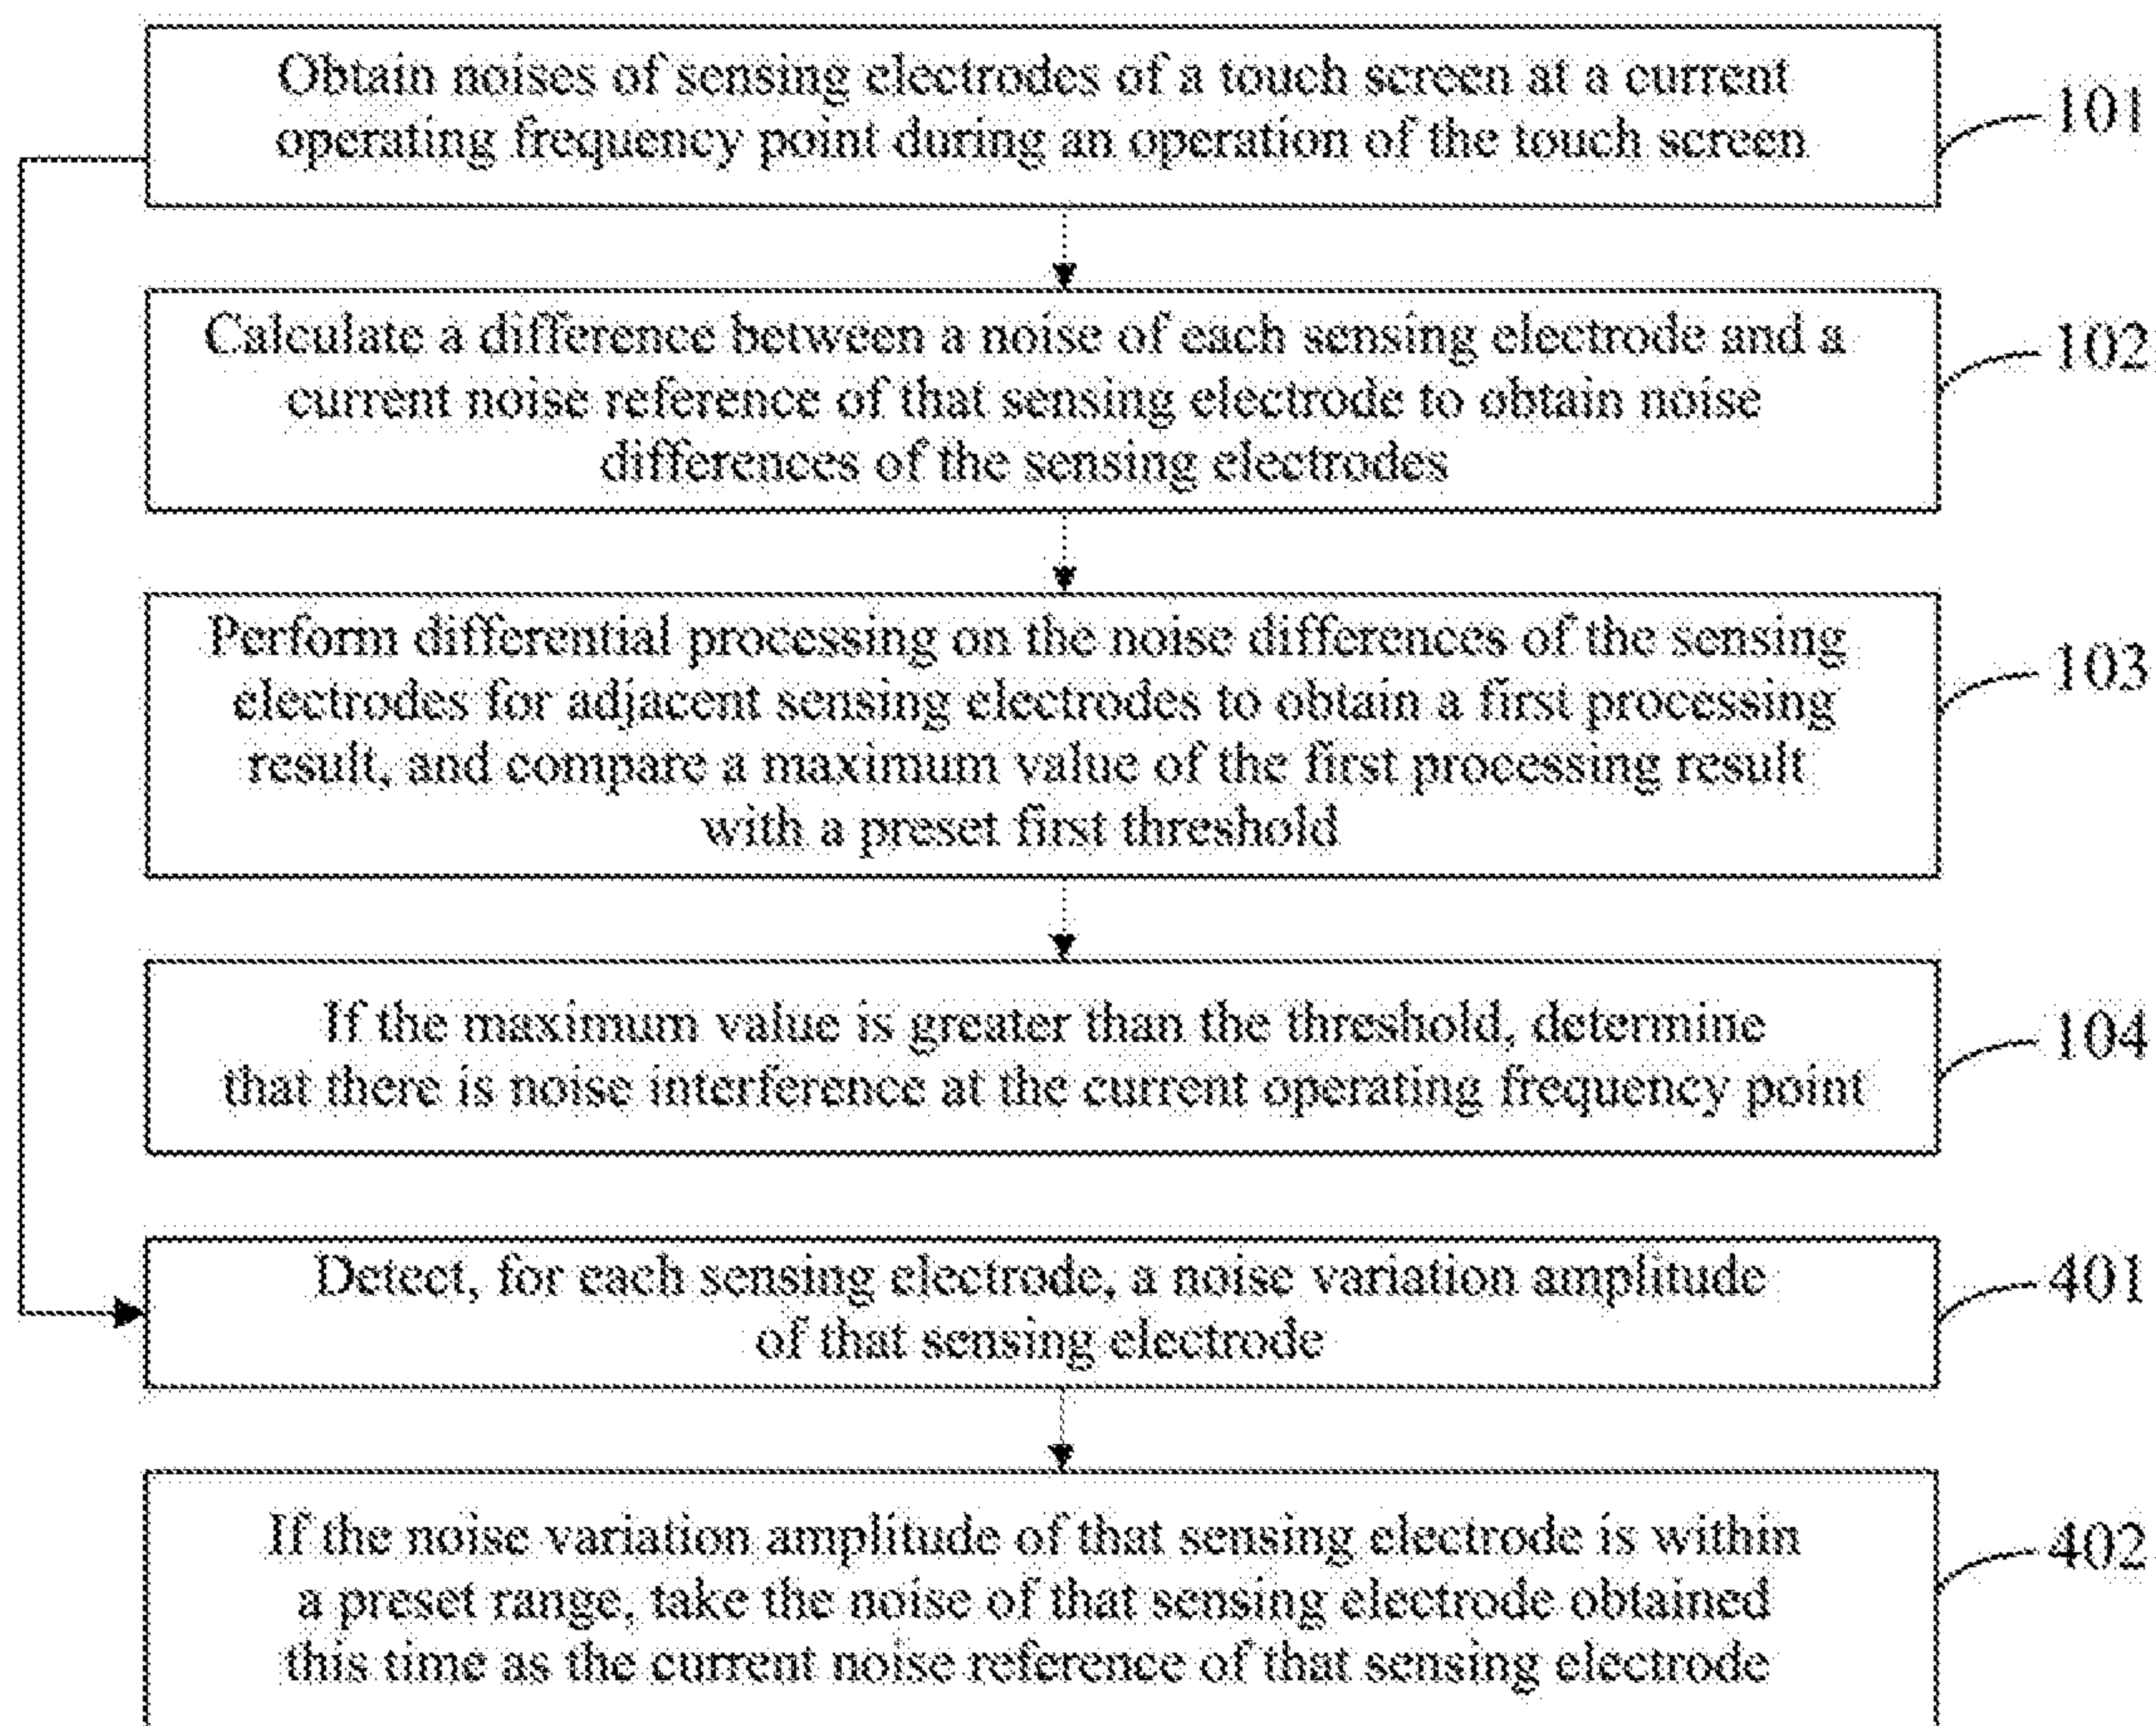 Obtain noises of sensing electrodes of a touch screen at a current
operating frequency point during an operation of the touch screen
101
Calculate a difference between a noise of each sensing electrode and a
current noise reference of that sensing electrode to obtain noise
differences of the sensing electrodes
102
Perform differential processing on the noise differences of the sensing
electrodes for adjacent sensing electrodes to obtain a first processing
result, and compare a maximum value of the first processing result
with a preset first threshold
103
If the maximum value is greater than the threshold, determine
that there is noise interference at the current operating frequency point
104
Detect, for each sensing electrode, a noise variation amplitude
of that sensing electrode
401
If the noise variation amplitude of that sensing electrode is within
a preset range, take the noise of that sensing electrode obtained
this time as the current noise reference of that sensing electrode
402